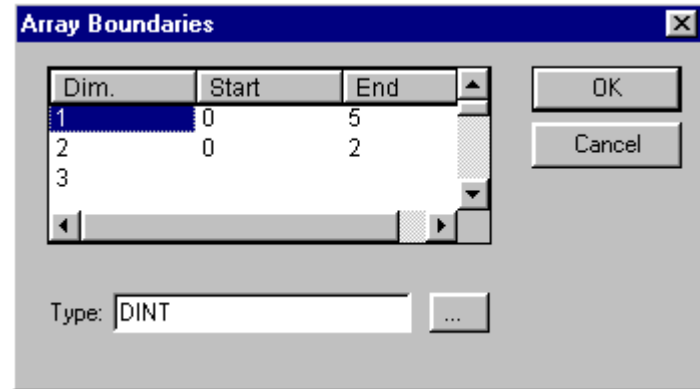 Array Boundaries
Dim. Start End
1 0 5
2 0 2
3
OK
Cancel
Type: DINT ...